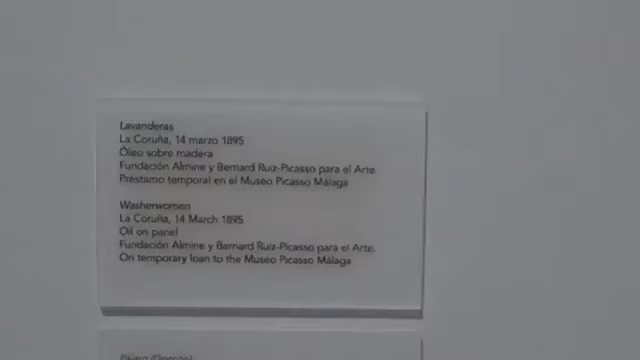 Lavanderas
La Coruña, 14 marzo 1895
Óleo sobre madera
Fundación Almine y Bernard Ruiz-Picasso para el Arte
Préstamo temporal en el Museo Picasso Málaga
Washerwomen
La Coruña, 14 March 1895
Oil on panel
Fundación Almine y Bernard Ruiz-Picasso para el Arte.
On temporary loan to the Museo Picasso Málaga